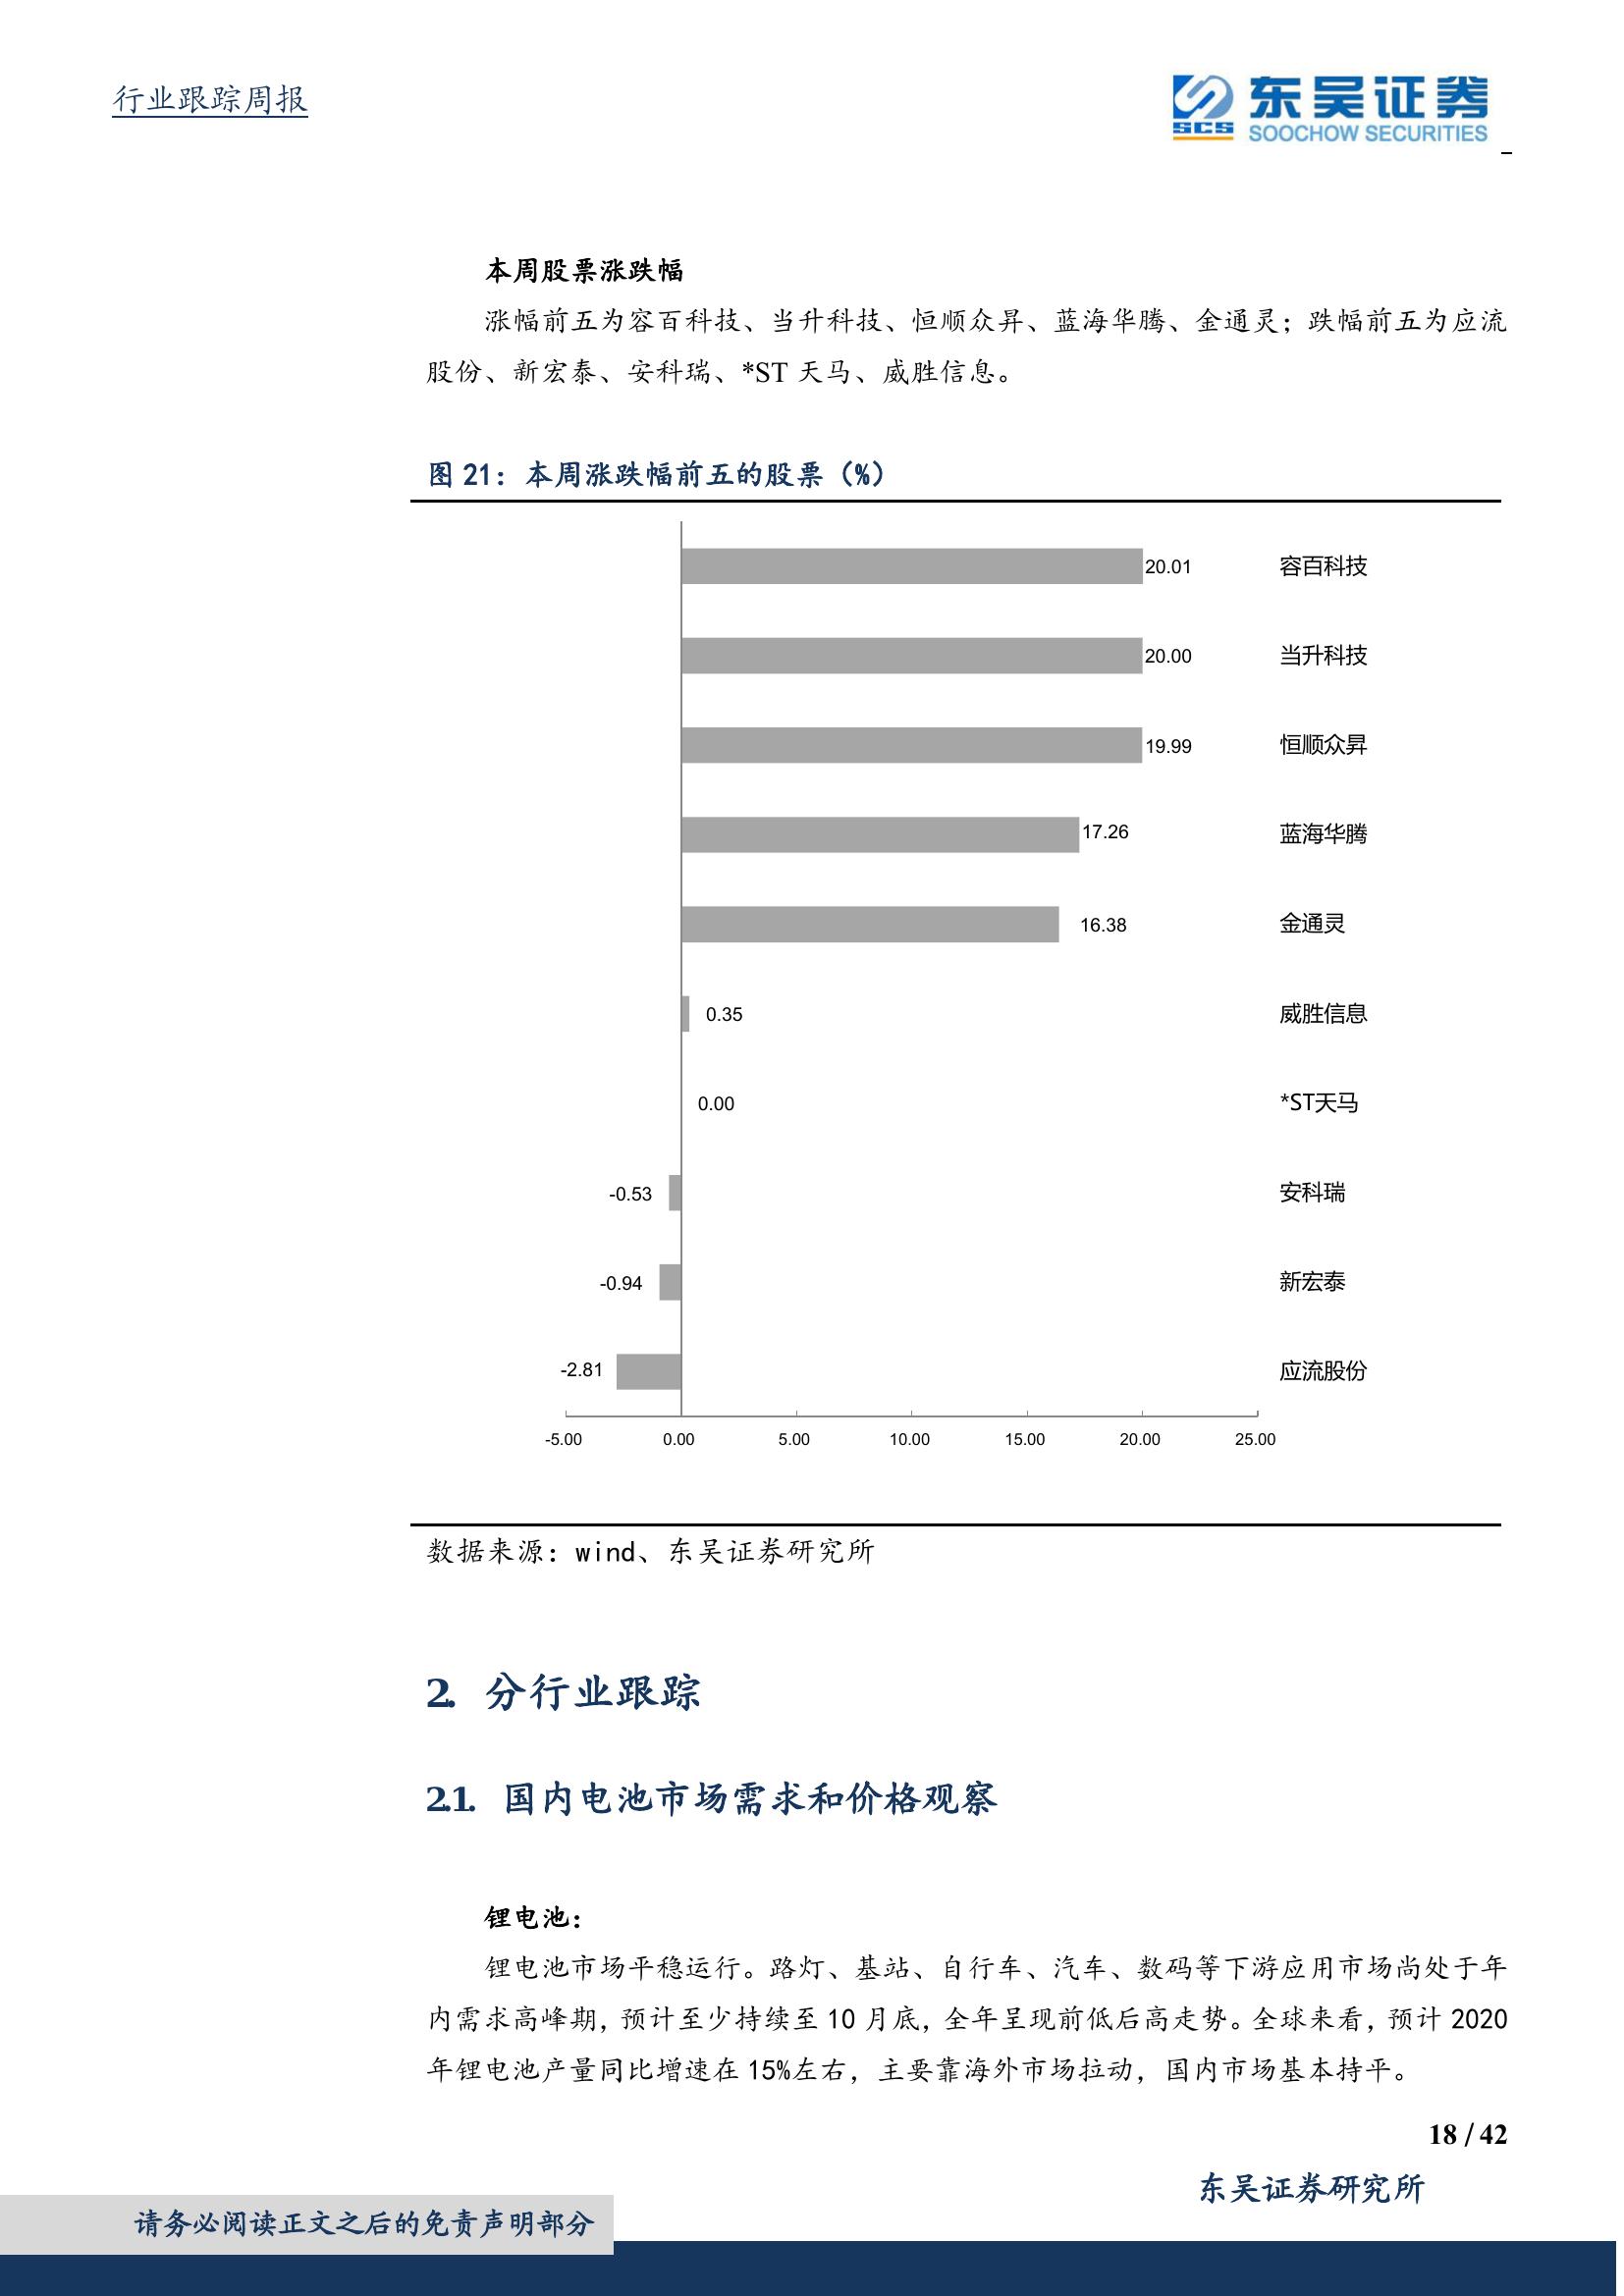 行业跟踪周报
东吴证券
SCS
SOOCHOW SECURITIES
本周股票涨跌幅
涨幅前五为容百科技、当升科技、恒顺众昇、蓝海华腾、金通灵；跌幅前五为应流
股份、新宏泰、安科瑞、*ST 天马、威胜信息。
图 21：本周涨跌幅前五的股票（%）
20.01 容百科技
20.00 当升科技
19.99 恒顺众昇
17.26 蓝海华腾
16.38 金通灵
0.35 威胜信息
0.00 *ST天马
-0.53 安科瑞
-0.94 新宏泰
-2.81 应流股份
-5.00 0.00 5.00 10.00 15.00 20.00 25.00
数据来源：wind、东吴证券研究所
2. 分行业跟踪
2.1. 国内电池市场需求和价格观察
锂电池：
锂电池市场平稳运行。路灯、基站、自行车、汽车、数码等下游应用市场尚处于年
内需求高峰期，预计至少持续至 10 月底，全年呈现前低后高走势。全球来看，预计 2020
年锂电池产量同比增速在 15%左右，主要靠海外市场拉动，国内市场基本持平。
18 / 42
东吴证券研究所
请务必阅读正文之后的免责声明部分